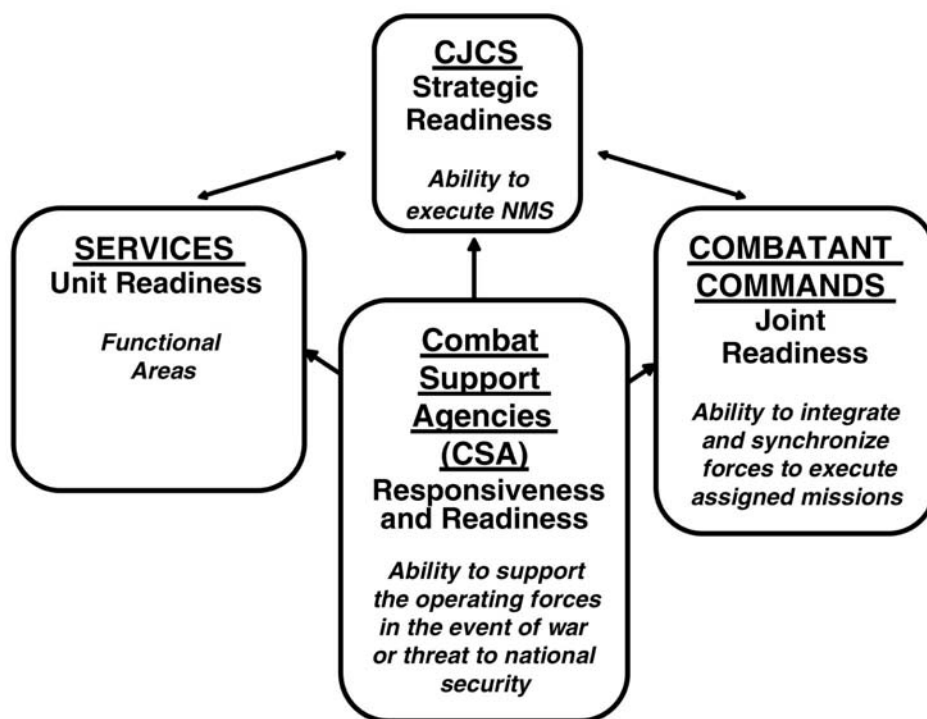 CJCS
Strategic
Readiness
Ability to
execute NMS
SERVICES
Unit Readiness
Functional
Areas
Combat
Support
Agencies
(CSA)
Responsiveness
and Readiness
Ability to support
the operating forces
in the event of war
or threat to national
security
COMBATANT
COMMANDS
Joint
Readiness
Ability to integrate
and synchronize
forces to execute
assigned missions